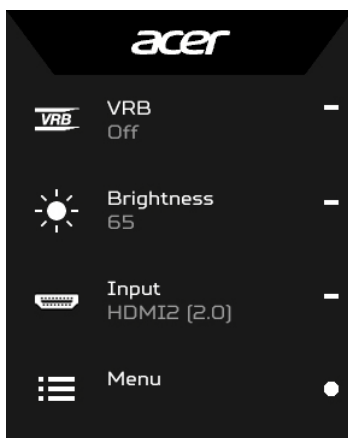 acer
VRB
VRB
Off
Brightness
65
Input
HDMI2 (2.0)
Menu